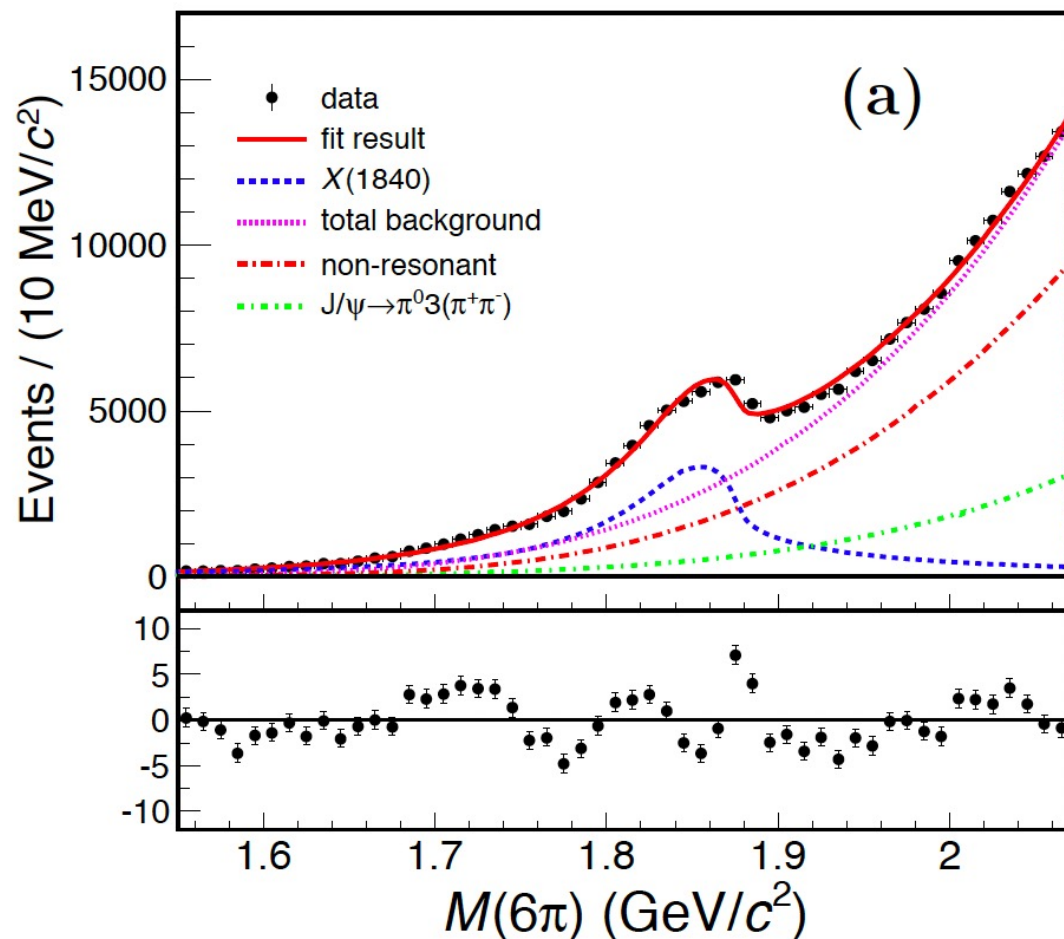 15000
10000
5000
0
Events / (10 MeV/c²)
(a)
data
fit result
X(1840)
total background
non-resonant
J/ψ→π⁰3(π⁺π⁻)
10
5
0
-5
-10
1.6 1.7 1.8 1.9 2
M(6π) (GeV/c²)